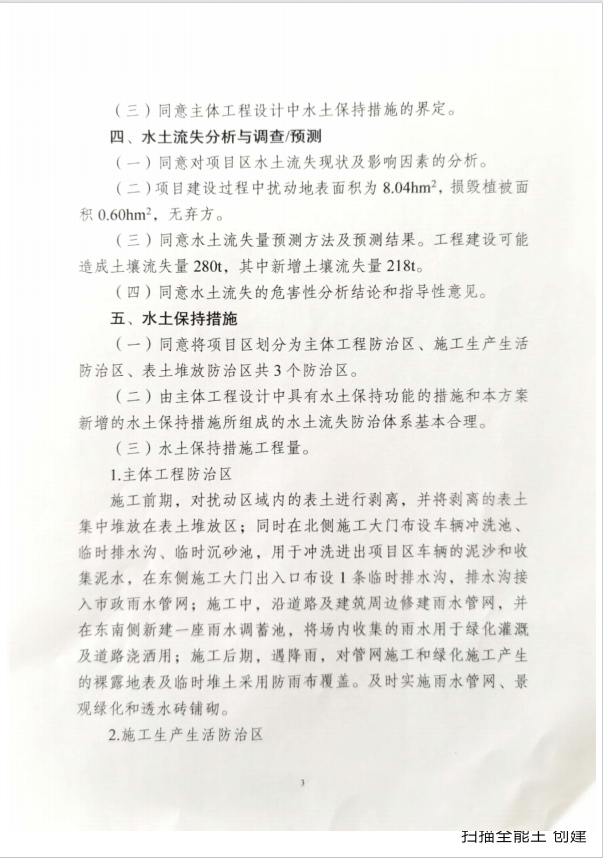 （三）同意主体工程设计中水土保持措施的界定。
四、水土流失分析与调查/预测
（一）同意对项目区水土流失现状及影响因素的分析。
（二）项目建设过程中扰动地表面积为 8.04hm²，损毁植被面
积 0.60hm²，无弃方。
（三）同意水土流失量预测方法及预测结果。工程建设可能
造成土壤流失量 280t，其中新增土壤流失量 218t。
（四）同意水土流失的危害性分析结论和指导性意见。
五、水土保持措施
（一）同意将项目区划分为主体工程防治区、施工生产生活
防治区、表土堆放防治区共 3 个防治区。
（二）由主体工程设计中具有水土保持功能的措施和本方案
新增的水土保持措施所组成的水土流失防治体系基本合理。
（三）水土保持措施工程量。
1.主体工程防治区
施工前期，对扰动区域内的表土进行剥离，并将剥离的表土
集中堆放在表土堆放区；同时在北侧施工大门布设车辆冲洗池、
临时排水沟、临时沉砂池，用于冲洗进出项目区车辆的泥沙和收
集泥水，在东侧施工大门出入口布设 1 条临时排水沟，排水沟接
入市政雨水管网；施工中，沿道路及建筑周边修建雨水管网，并
在东南侧新建一座雨水调蓄池，将场内收集的雨水用于绿化灌溉
及道路浇洒用；施工后期，遇降雨，对管网施工和绿化施工产生
的裸露地表及临时堆土采用防雨布覆盖。及时实施雨水管网、景
观绿化和透水砖铺砌。
2.施工生产生活防治区
3
扫描全能王 创建